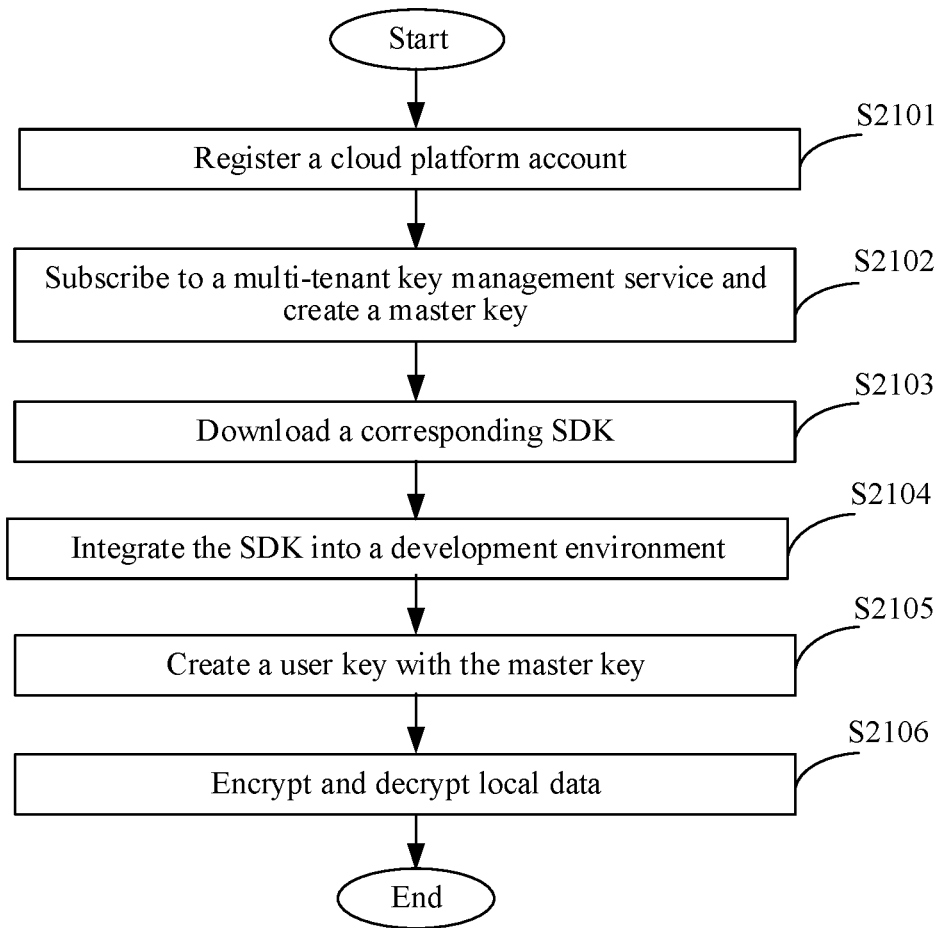 Start
S2101
Register a cloud platform account
S2102
Subscribe to a multi-tenant key management service and
create a master key
S2103
Download a corresponding SDK
S2104
Integrate the SDK into a development environment
S2105
Create a user key with the master key
S2106
Encrypt and decrypt local data
End